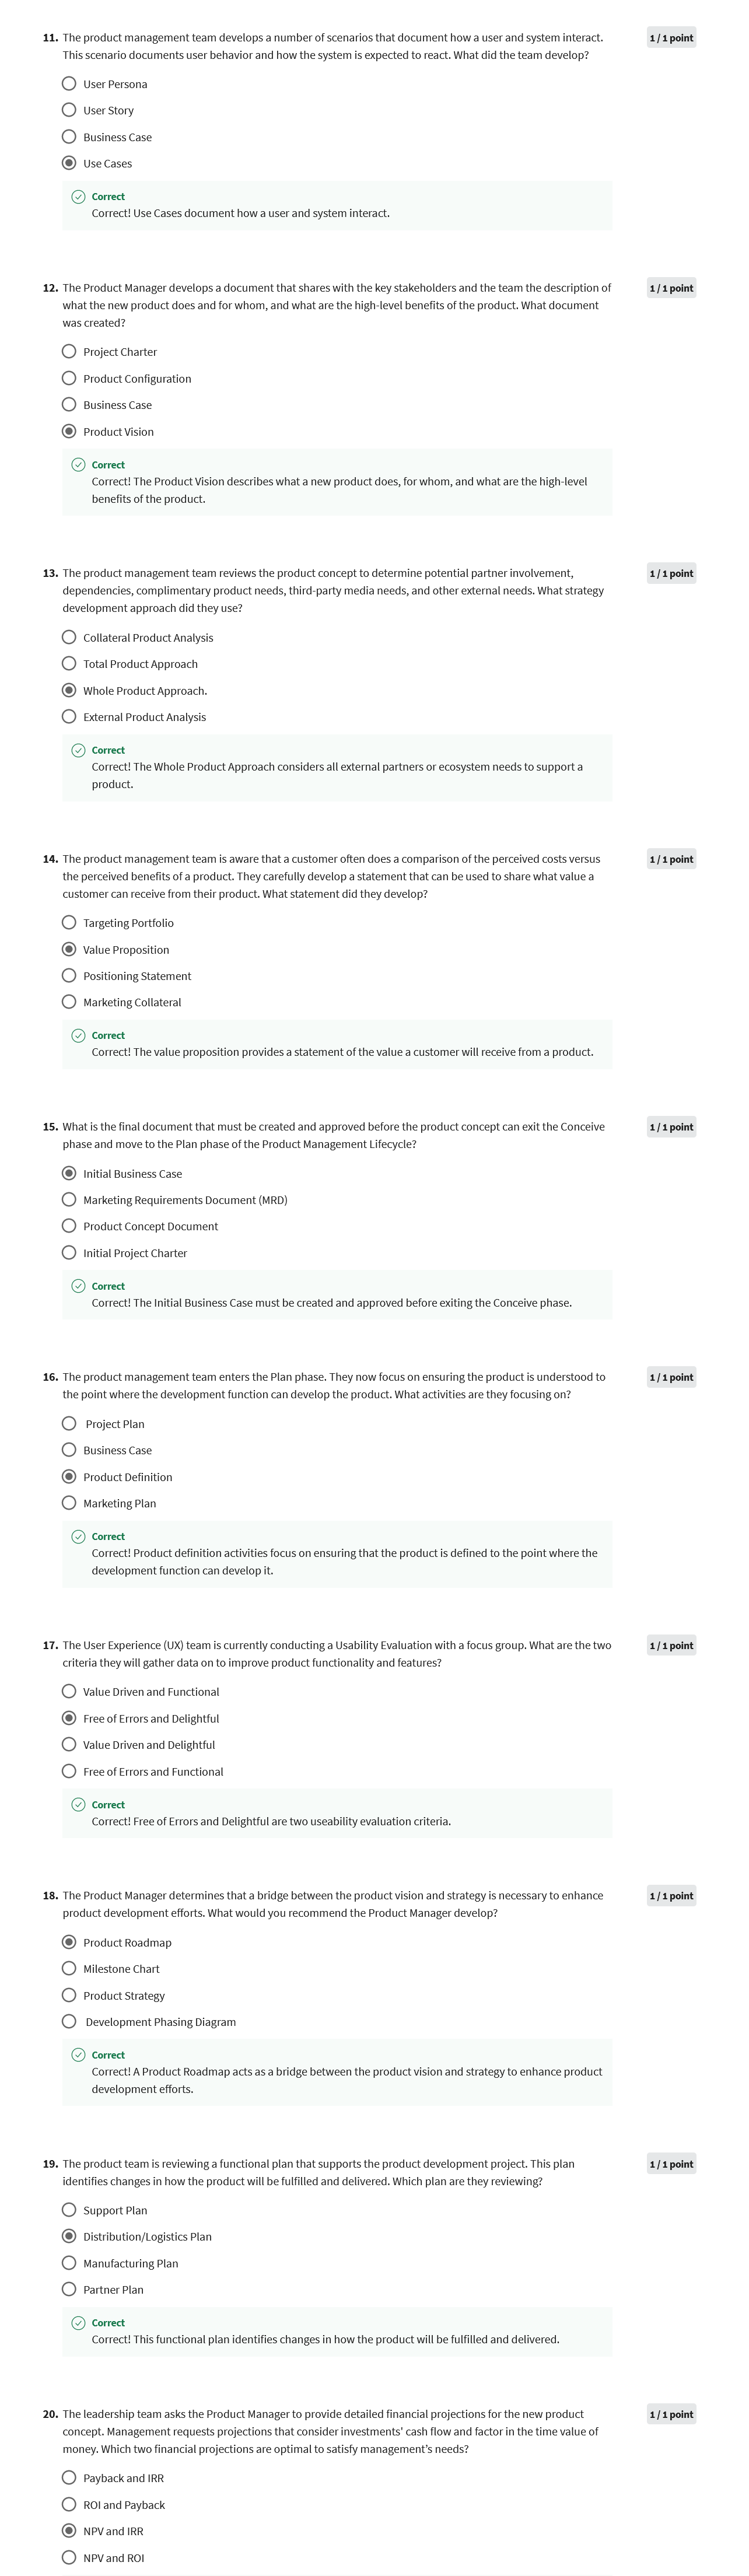 11. The product management team develops a number of scenarios that document how a user and system interact.
1 / 1 point
This scenario documents user behavior and how the system is expected to react. What did the team develop?
User Persona
User Story
Business Case
Use Cases
Correct
Correct! Use Cases document how a user and system interact.
12. The Product Manager develops a document that shares with the key stakeholders and the team the description of
1 / 1 point
what the new product does and for whom, and what are the high-level benefits of the product. What document
was created?
Project Charter
Product Configuration
Business Case
Product Vision
Correct
Correct! The Product Vision describes what a new product does, for whom, and what are the high-level
benefits of the product.
13. The product management team reviews the product concept to determine potential partner involvement,
1 / 1 point
dependencies, complimentary product needs, third-party media needs, and other external needs. What strategy
development approach did they use?
Collateral Product Analysis
Total Product Approach
Whole Product Approach.
External Product Analysis
Correct
Correct! The Whole Product Approach considers all external partners or ecosystem needs to support a
product.
14. The product management team is aware that a customer often does a comparison of the perceived costs versus
1 / 1 point
the perceived benefits of a product. They carefully develop a statement that can be used to share what value a
customer can receive from their product. What statement did they develop?
Targeting Portfolio
Value Proposition
Positioning Statement
Marketing Collateral
Correct
Correct! The value proposition provides a statement of the value a customer will receive from a product.
15. What is the final document that must be created and approved before the product concept can exit the Conceive
1 / 1 point
phase and move to the Plan phase of the Product Management Lifecycle?
Initial Business Case
Marketing Requirements Document (MRD)
Product Concept Document
Initial Project Charter
Correct
Correct! The Initial Business Case must be created and approved before exiting the Conceive phase.
16. The product management team enters the Plan phase. They now focus on ensuring the product is understood to
1 / 1 point
the point where the development function can develop the product. What activities are they focusing on?
Project Plan
Business Case
Product Definition
Marketing Plan
Correct
Correct! Product definition activities focus on ensuring that the product is defined to the point where the
development function can develop it.
17. The User Experience (UX) team is currently conducting a Usability Evaluation with a focus group. What are the two
1 / 1 point
criteria they will gather data on to improve product functionality and features?
Value Driven and Functional
Free of Errors and Delightful
Value Driven and Delightful
Free of Errors and Functional
Correct
Correct! Free of Errors and Delightful are two useability evaluation criteria.
18. The Product Manager determines that a bridge between the product vision and strategy is necessary to enhance
1 / 1 point
product development efforts. What would you recommend the Product Manager develop?
Product Roadmap
Milestone Chart
Product Strategy
Development Phasing Diagram
Correct
Correct! A Product Roadmap acts as a bridge between the product vision and strategy to enhance product
development efforts.
19. The product team is reviewing a functional plan that supports the product development project. This plan
1 / 1 point
identifies changes in how the product will be fulfilled and delivered. Which plan are they reviewing?
Support Plan
Distribution/Logistics Plan
Manufacturing Plan
Partner Plan
Correct
Correct! This functional plan identifies changes in how the product will be fulfilled and delivered.
20. The leadership team asks the Product Manager to provide detailed financial projections for the new product
1 / 1 point
concept. Management requests projections that consider investments' cash flow and factor in the time value of
money. Which two financial projections are optimal to satisfy management’s needs?
Payback and IRR
ROI and Payback
NPV and IRR
NPV and ROI